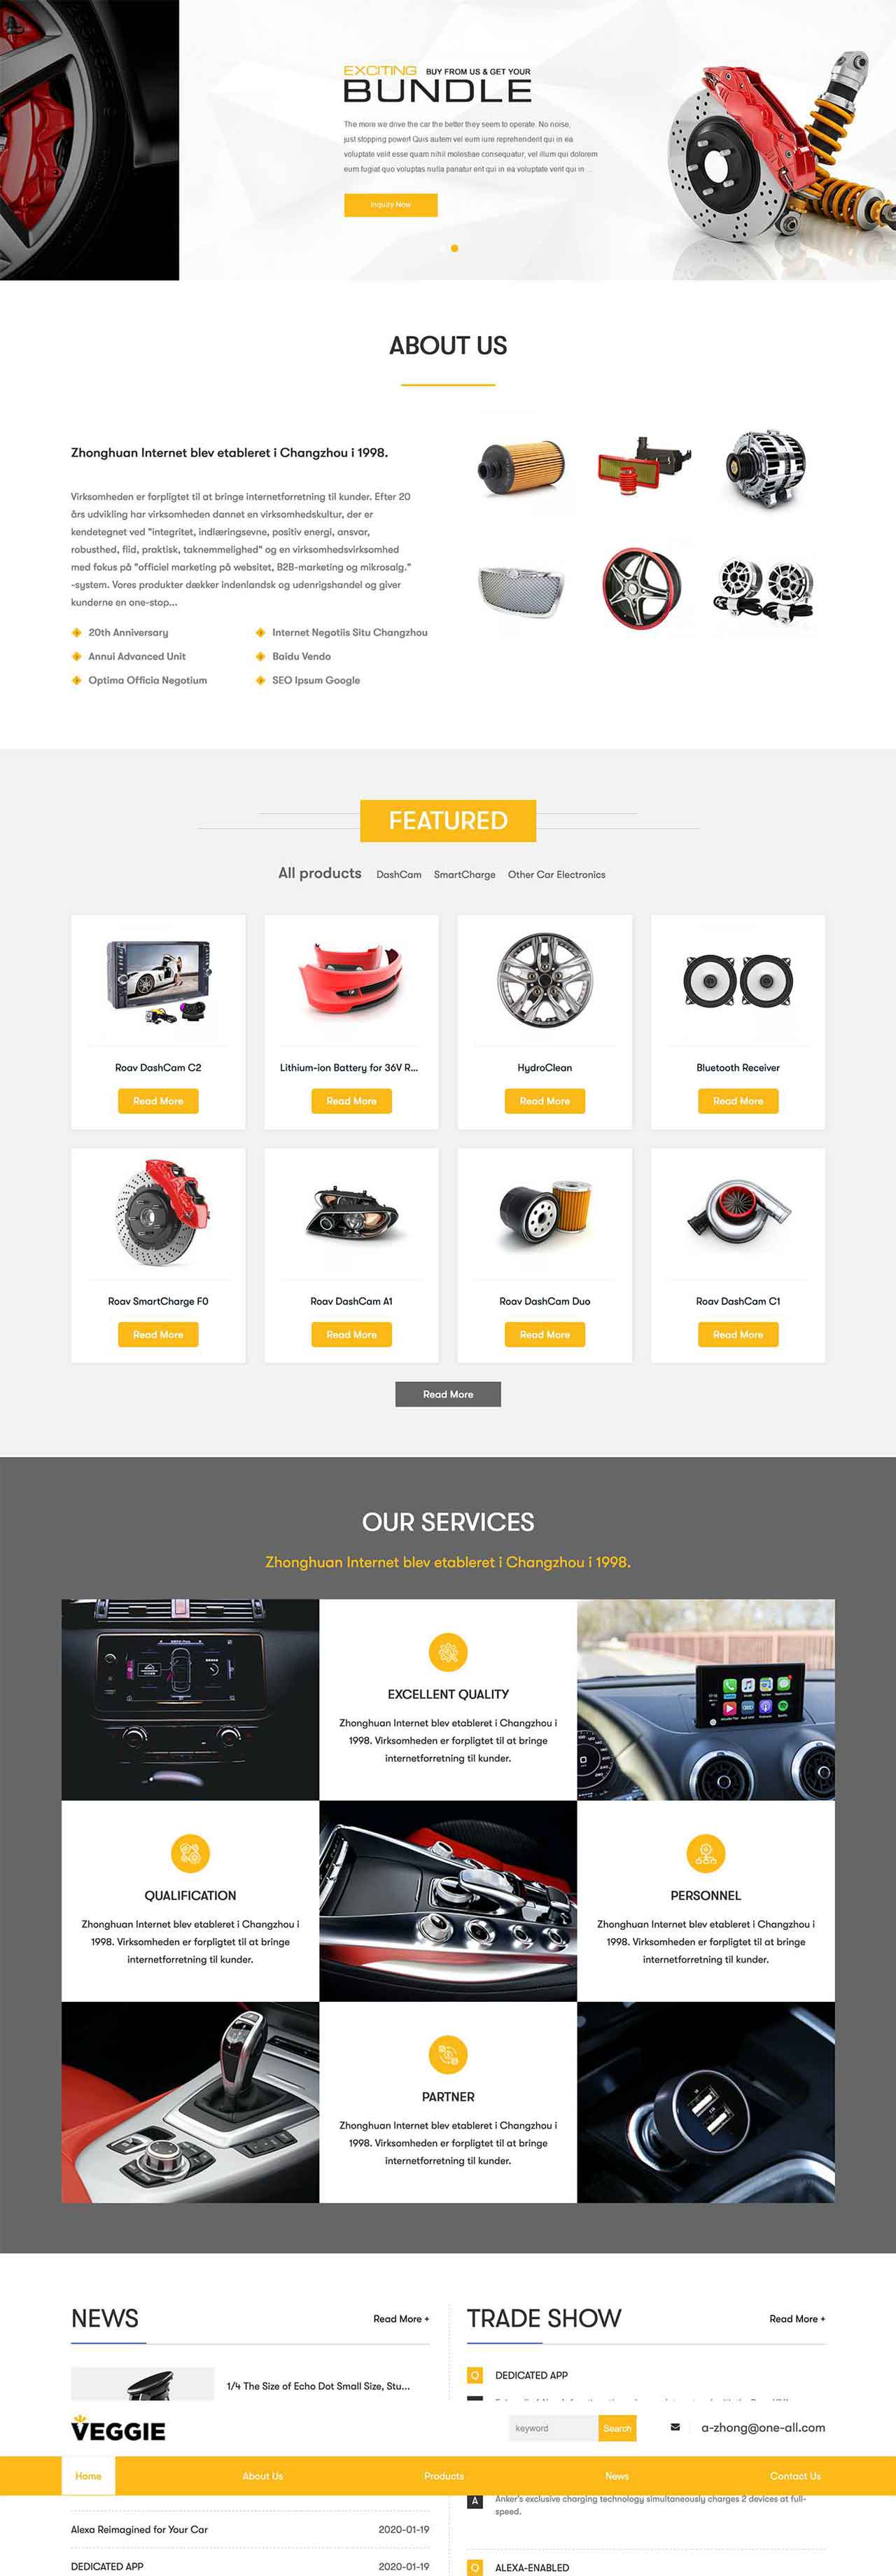 EXCITING BUY FROM US & GET YOUR
BUNDLE
The more we drive the car the better they seem to operate. No noise,
just stopping power! Quis autem vel eum iure reprehenderit qui in ea
voluptate velit esse quam nihil molestiae consequatur, vel illum qui dolorem
eum fugiat quo voluptas nulla pariatur ent qui in ea voluptate verit qui in ...
Inquiry Now
ABOUT US
Zhonghuan Internet blev etableret i Changzhou i 1998.
Virksomheden er forpligtet til at bringe internetforretning til kunder. Efter 20
års udvikling har virksomheden dannet en virksomhedskultur, der er
kendetegnet ved "integritet, indlæringsevne, positiv energi, ansvar,
robusthed, flid, praktisk, taknemmelighed" og en virksomhedsvirksomhed
med fokus på "officiel marketing på websitet, B2B-marketing og mikrosalg."
-system. Vores produkter dækker indenlandsk og udenrigshandel og giver
kunderne en one-stop...
20th Anniversary
Internet Negotiis Situ Changzhou
Annui Advanced Unit
Baidu Vendo
Optima Officia Negotium
SEO Ipsum Google
FEATURED
All products DashCam SmartCharge Other Car Electronics
Roav DashCam C2
Read More
Lithium-ion Battery for 36V R...
Read More
HydroClean
Read More
Bluetooth Receiver
Read More
Roav SmartCharge F0
Read More
Roav DashCam A1
Read More
Roav DashCam Duo
Read More
Roav DashCam C1
Read More
Read More
OUR SERVICES
Zhonghuan Internet blev etableret i Changzhou i 1998.
EXCELLENT QUALITY
Zhonghuan Internet blev etableret i Changzhou i
1998. Virksomheden er forpligtet til at bringe
internetforretning til kunder.
QUALIFICATION
Zhonghuan Internet blev etableret i Changzhou i
1998. Virksomheden er forpligtet til at bringe
internetforretning til kunder.
PERSONNEL
Zhonghuan Internet blev etableret i Changzhou i
1998. Virksomheden er forpligtet til at bringe
internetforretning til kunder.
PARTNER
Zhonghuan Internet blev etableret i Changzhou i
1998. Virksomheden er forpligtet til at bringe
internetforretning til kunder.
NEWS
Read More +
1/4 The Size of Echo Dot Small Size, Stu...
TRADE SHOW
Read More +
Q DEDICATED APP
VEGGIE
keyword
Search
a-zhong@one-all.com
Home About Us Products News Contact Us
Alexa Reimagined for Your Car 2020-01-19
DEDICATED APP 2020-01-19
A Anker's exclusive charging technology simultaneously charges 2 devices at full-
speed.
Q ALEXA-ENABLED